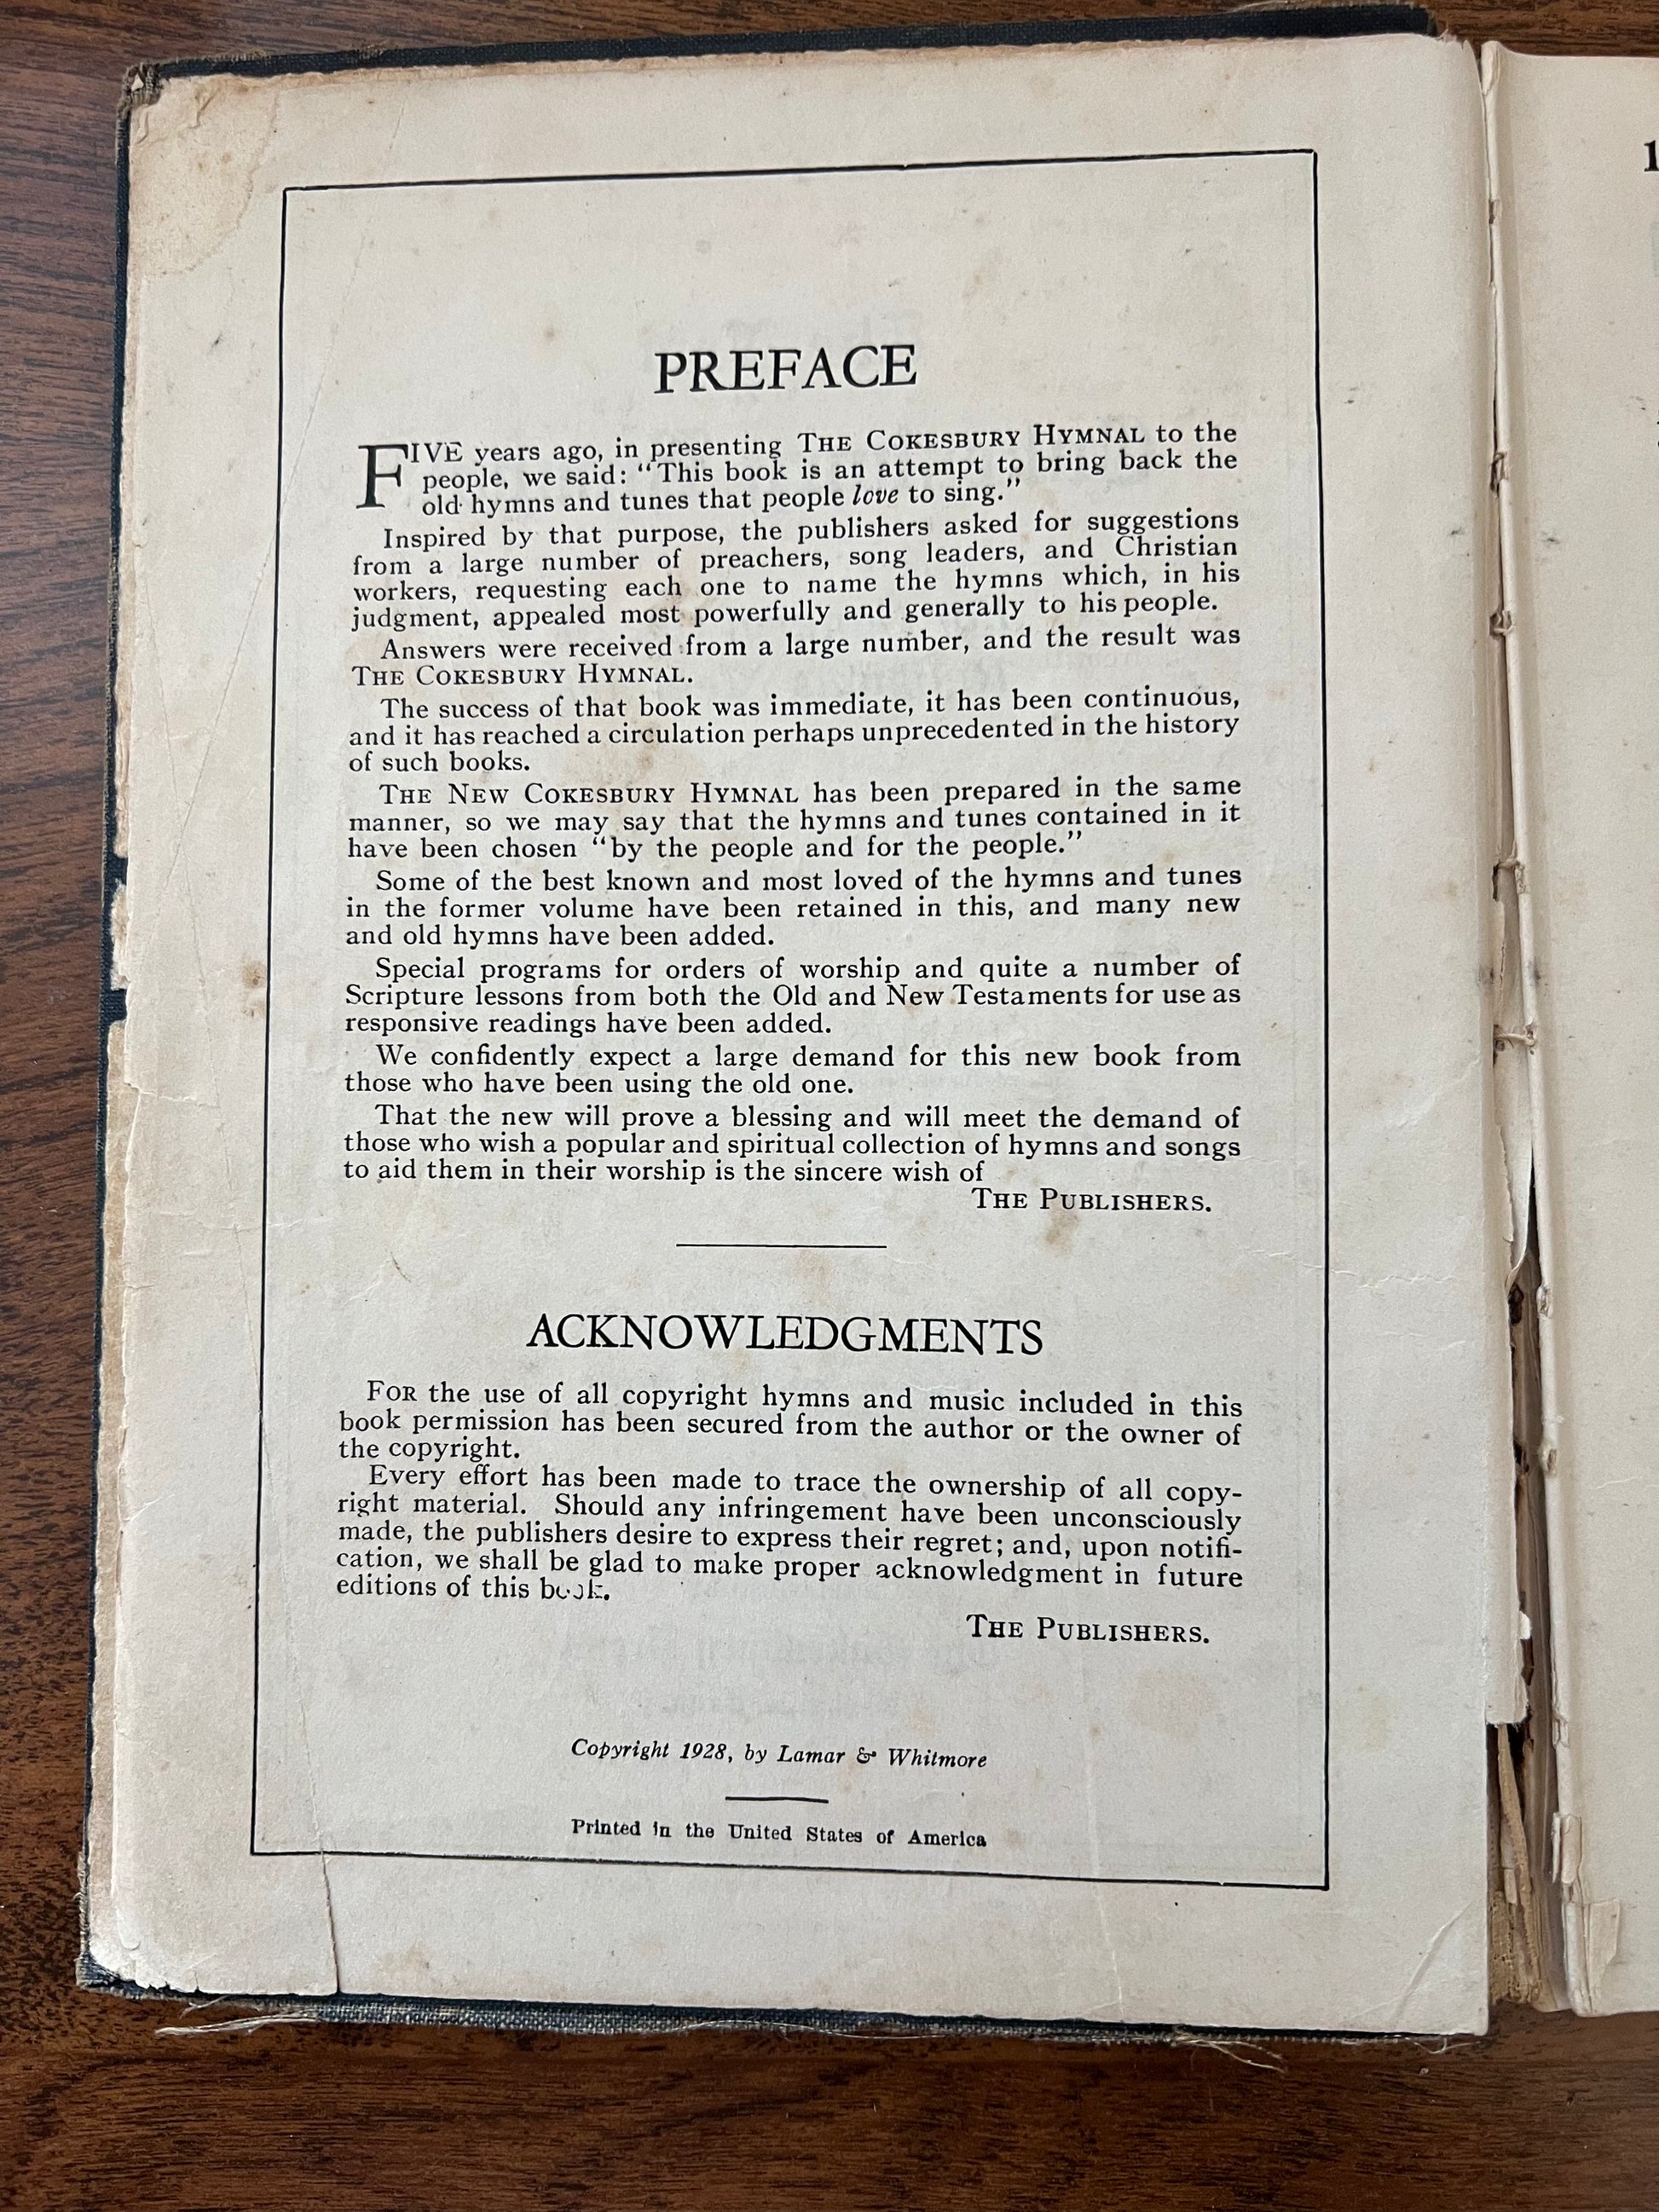 PREFACE
FIVE years ago, in presenting THE COKESBURY HYMNAL to the
people, we said: “This book is an attempt to bring back the
old hymns and tunes that people love to sing.”
Inspired by that purpose, the publishers asked for suggestions
from a large number of preachers, song leaders, and Christian
workers, requesting each one to name the hymns which, in his
judgment, appealed most powerfully and generally to his people.
Answers were received from a large number, and the result was
THE COKESBURY HYMNAL.
The success of that book was immediate, it has been continuous,
and it has reached a circulation perhaps unprecedented in the history
of such books.
THE NEW COKESBURY HYMNAL has been prepared in the same
manner, so we may say that the hymns and tunes contained in it
have been chosen “by the people and for the people.”
Some of the best known and most loved of the hymns and tunes
in the former volume have been retained in this, and many new
and old hymns have been added.
Special programs for orders of worship and quite a number of
Scripture lessons from both the Old and New Testaments for use as
responsive readings have been added.
We confidently expect a large demand for this new book from
those who have been using the old one.
That the new will prove a blessing and will meet the demand of
those who wish a popular and spiritual collection of hymns and songs
to aid them in their worship is the sincere wish of
THE PUBLISHERS.
ACKNOWLEDGMENTS
FOR the use of all copyright hymns and music included in this
book permission has been secured from the author or the owner of
the copyright.
Every effort has been made to trace the ownership of all copy-
right material. Should any infringement have been unconsciously
made, the publishers desire to express their regret; and, upon notifi-
cation, we shall be glad to make proper acknowledgment in future
editions of this book.
THE PUBLISHERS.
Copyright 1928, by Lamar & Whitmore
Printed in the United States of America
1